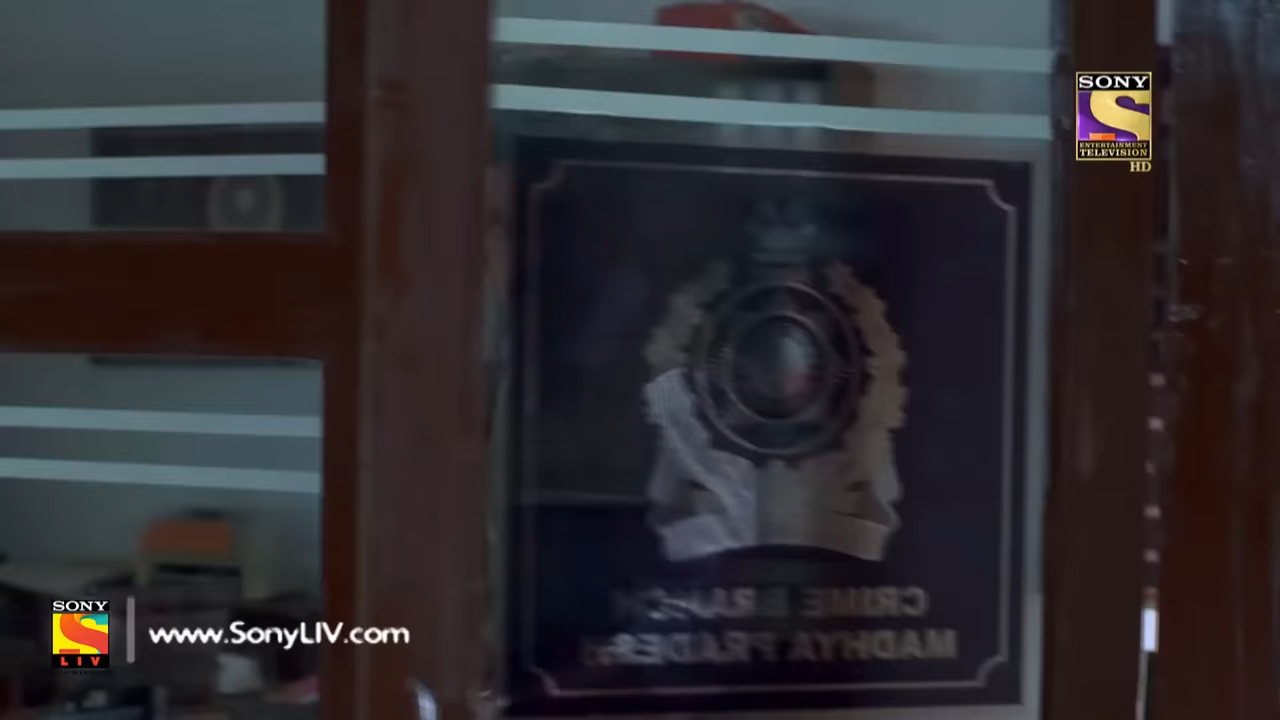 SONY
ENTERTAINMENT
TELEVISION
HD
CRIME BRANCH
MADHYA PRADESH
SONY
LIV
www.SonyLIV.com